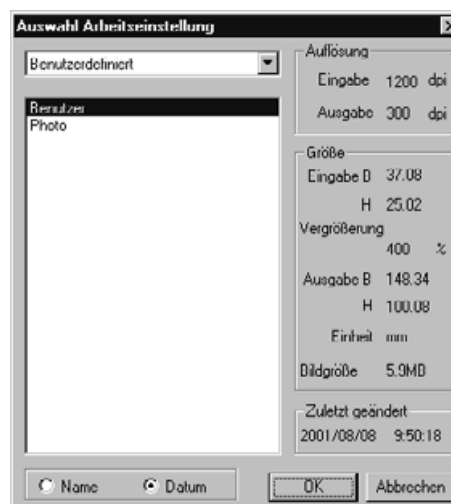 Auswahl Arbeitseinstellung
Benutzerdefiniert
Benutzer
Photo
Name
Datum
Auflösung
Eingabe 1200 dpi
Ausgabe 300 dpi
Größe
Eingabe B 37.08
H 25.02
Vergrößerung
400 %
Ausgabe B 148.34
H 100.08
Einheit mm
Bildgröße 5.9MB
Zuletzt geändert
2001/08/08 9:50:18
OK
Abbrechen